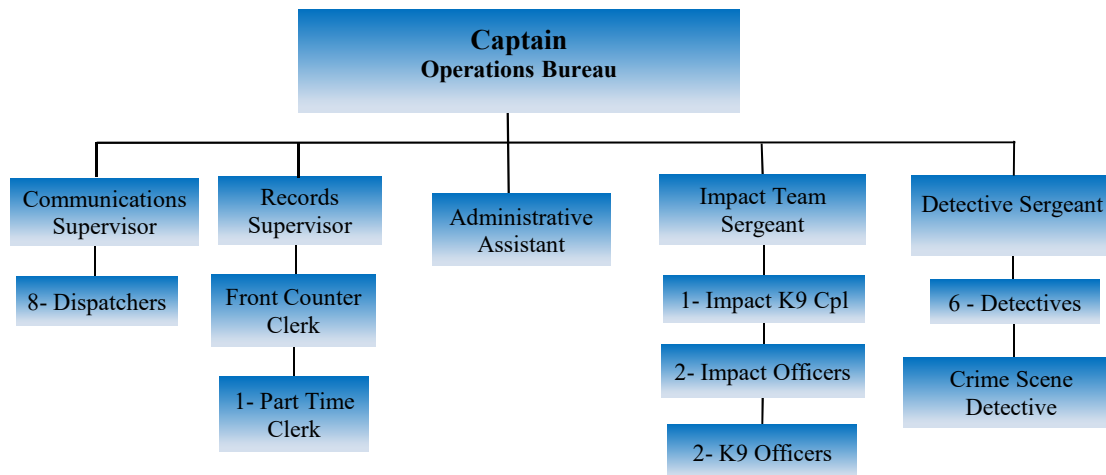 Captain
Operations Bureau
Communications
Supervisor
8- Dispatchers
Records
Supervisor
Front Counter
Clerk
1- Part Time
Clerk
Administrative
Assistant
Impact Team
Sergeant
1- Impact K9 Cpl
2- Impact Officers
2- K9 Officers
Detective Sergeant
6 - Detectives
Crime Scene
Detective